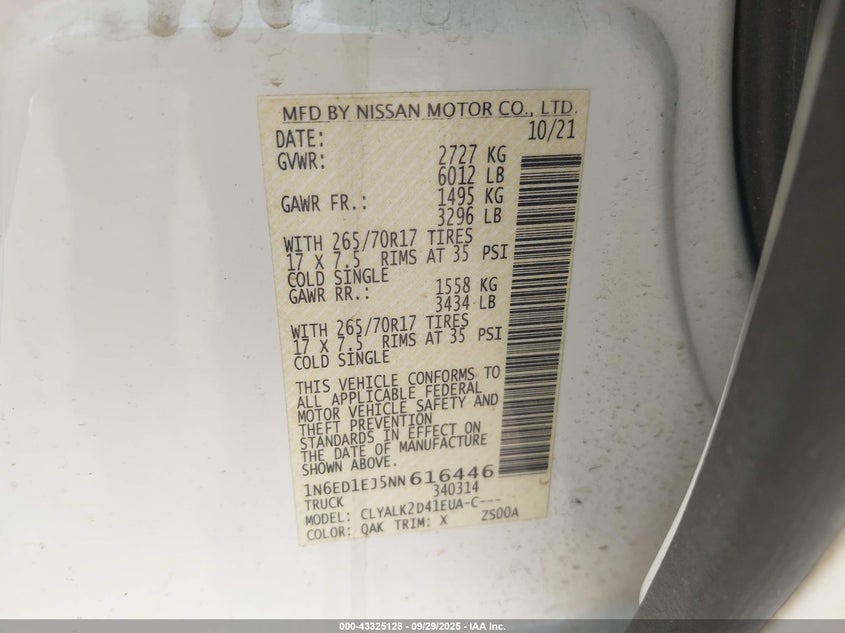 MFD BY NISSAN MOTOR CO., LTD.
DATE: 10/21
GVWR: 2727 KG
6012 LB
GAWR FR.: 1495 KG
3296 LB
WITH 265/70R17 TIRES
17 X 7.5 RIMS AT 35 PSI
COLD SINGLE
GAWR RR.: 1558 KG
3434 LB
WITH 265/70R17 TIRES
17 X 7.5 RIMS AT 35 PSI
COLD SINGLE
THIS VEHICLE CONFORMS TO
ALL APPLICABLE FEDERAL
MOTOR VEHICLE SAFETY AND
THEFT PREVENTION
STANDARDS IN EFFECT ON
THE DATE OF MANUFACTURE
SHOWN ABOVE.
1N6ED1EJ5NN616446
TRUCK 340314
MODEL: CLYALK2D41EUA-C---
COLOR: QAK TRIM: X ZS00A
000-43325128 - 09/29/2025 - IAA Inc.